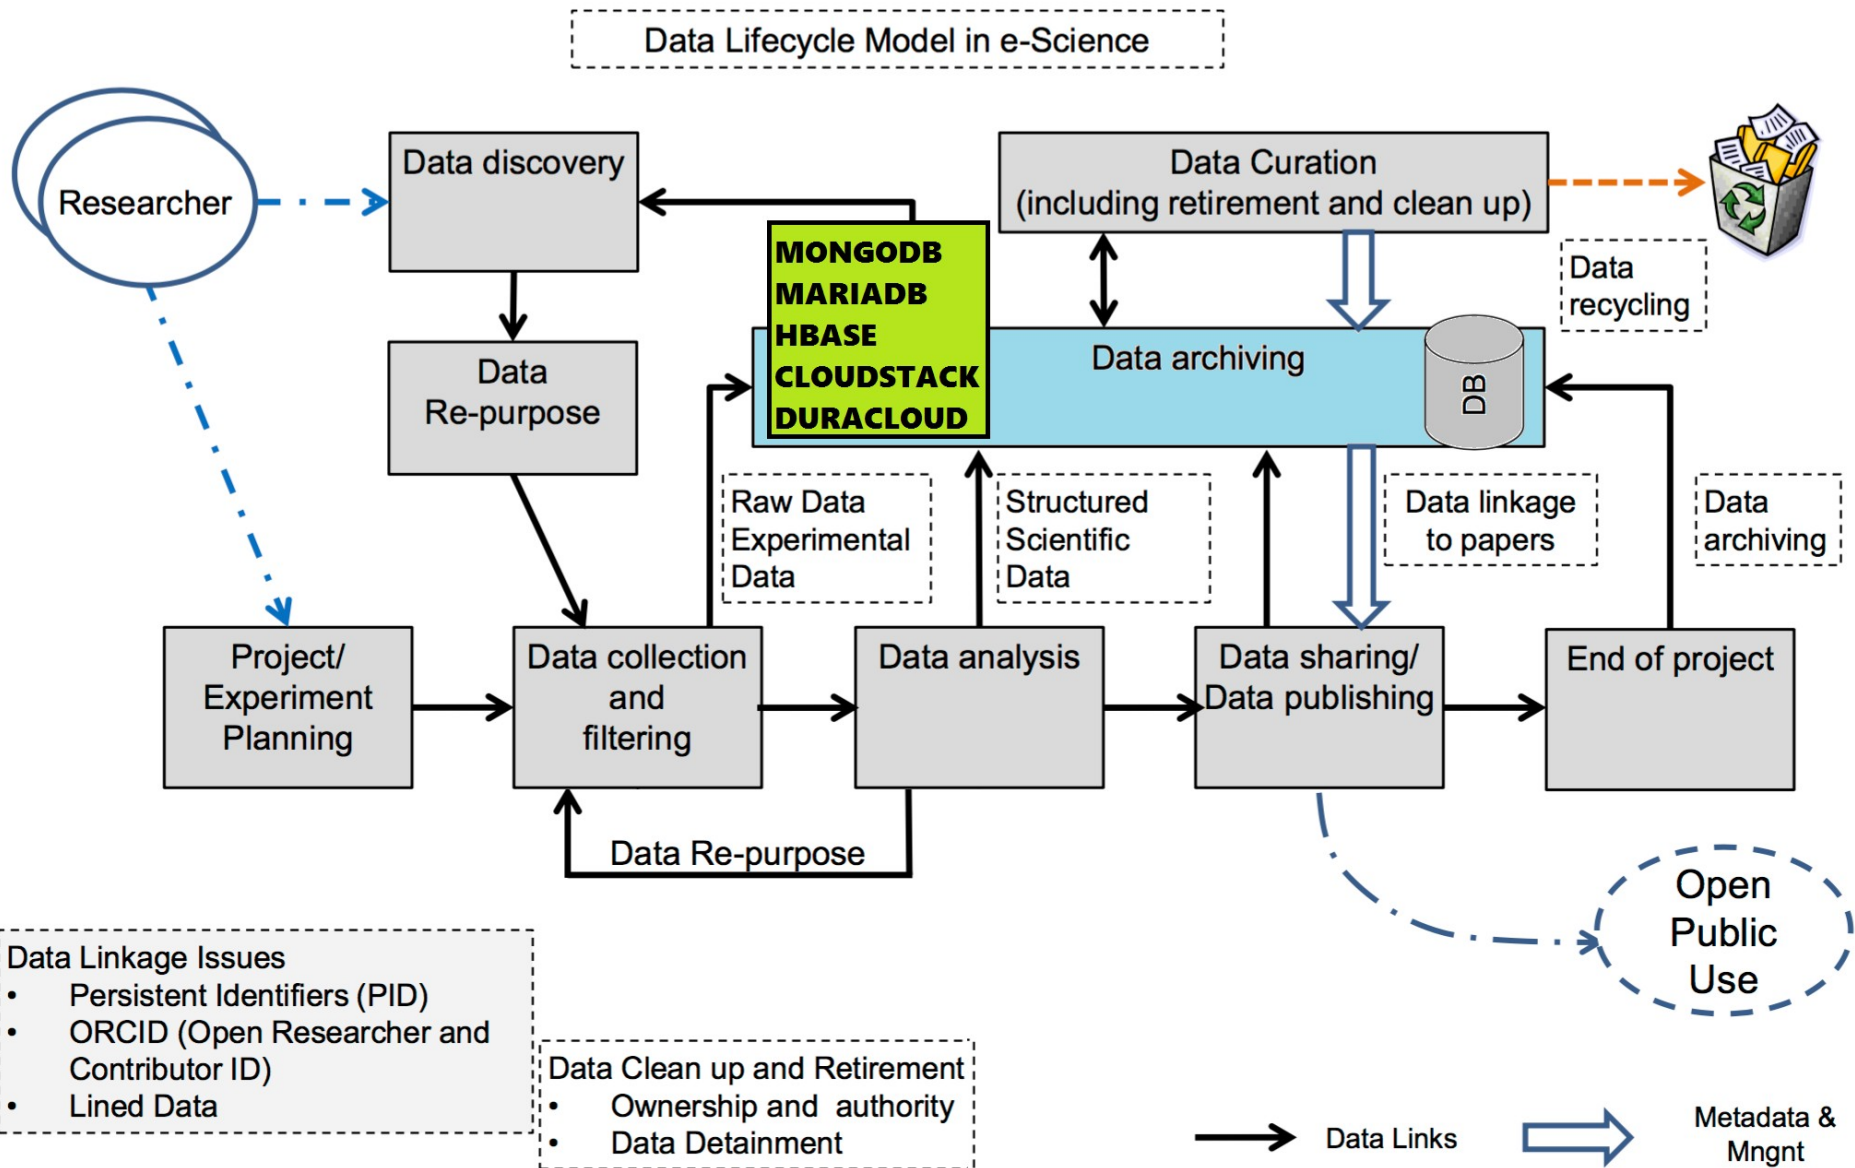 Data Lifecycle Model in e-Science
Researcher
Data discovery
Data Curation
(including retirement and clean up)
Data
recycling
MONGODB
MARIADB
HBASE
CLOUDSTACK
DURACLOUD
Data archiving
DB
Data
Re-purpose
Raw Data
Experimental
Data
Structured
Scientific
Data
Data linkage
to papers
Data
archiving
Project/
Experiment
Planning
Data collection
and
filtering
Data analysis
Data sharing/
Data publishing
End of project
Data Re-purpose
Open
Public
Use
Data Linkage Issues
• Persistent Identifiers (PID)
• ORCID (Open Researcher and
Contributor ID)
• Lined Data
Data Clean up and Retirement
• Ownership and authority
• Data Detainment
Data Links
Metadata &
Mngnt